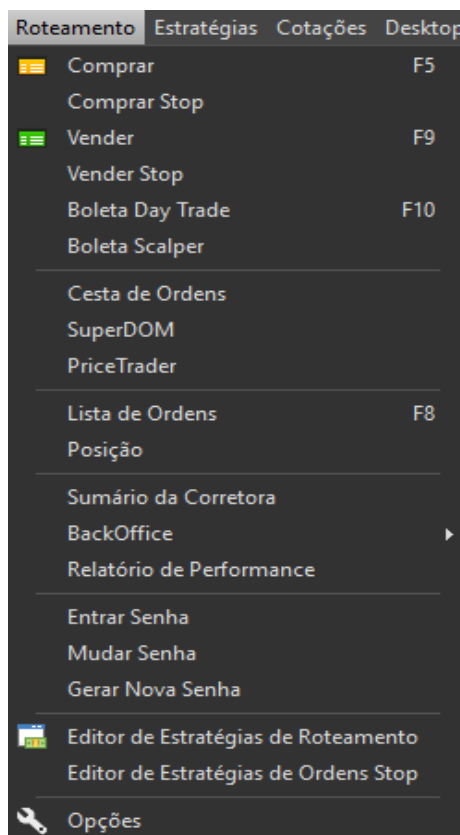 Roteamento Estratégias Cotações Desktop
Comprar F5
Comprar Stop
Vender F9
Vender Stop
Boleta Day Trade F10
Boleta Scalper
Cesta de Ordens
SuperDOM
PriceTrader
Lista de Ordens F8
Posição
Sumário da Corretora
BackOffice
Relatório de Performance
Entrar Senha
Mudar Senha
Gerar Nova Senha
Editor de Estratégias de Roteamento
Editor de Estratégias de Ordens Stop
Opções